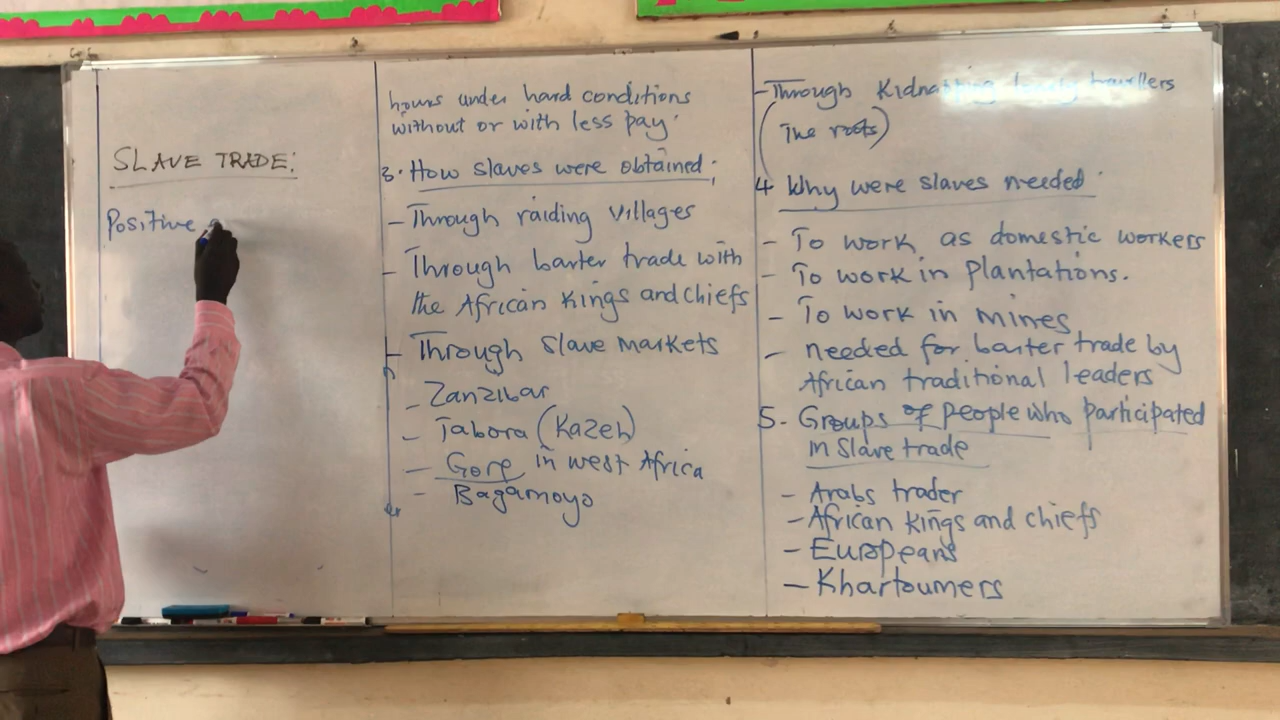 SLAVE TRADE:
Positive
hours under hard conditions
without or with less pay.
3. How slaves were obtained:
- Through raiding villages
- Through barter trade with
the African Kings and chiefs
- Through slave markets
- Zanzibar
- Tabora (Kazeh)
- Gore in west Africa
- Bagamoyo
- Through Kidnapping lonely travellers
(The roots)
4 Why were slaves needed
- To work as domestic workers
- To work in plantations.
- To work in mines
- needed for barter trade by
African traditional leaders
5. Groups of people who participated
in slave trade
- Arabs trader
- African kings and chiefs
- Europeans
- Khartoumers